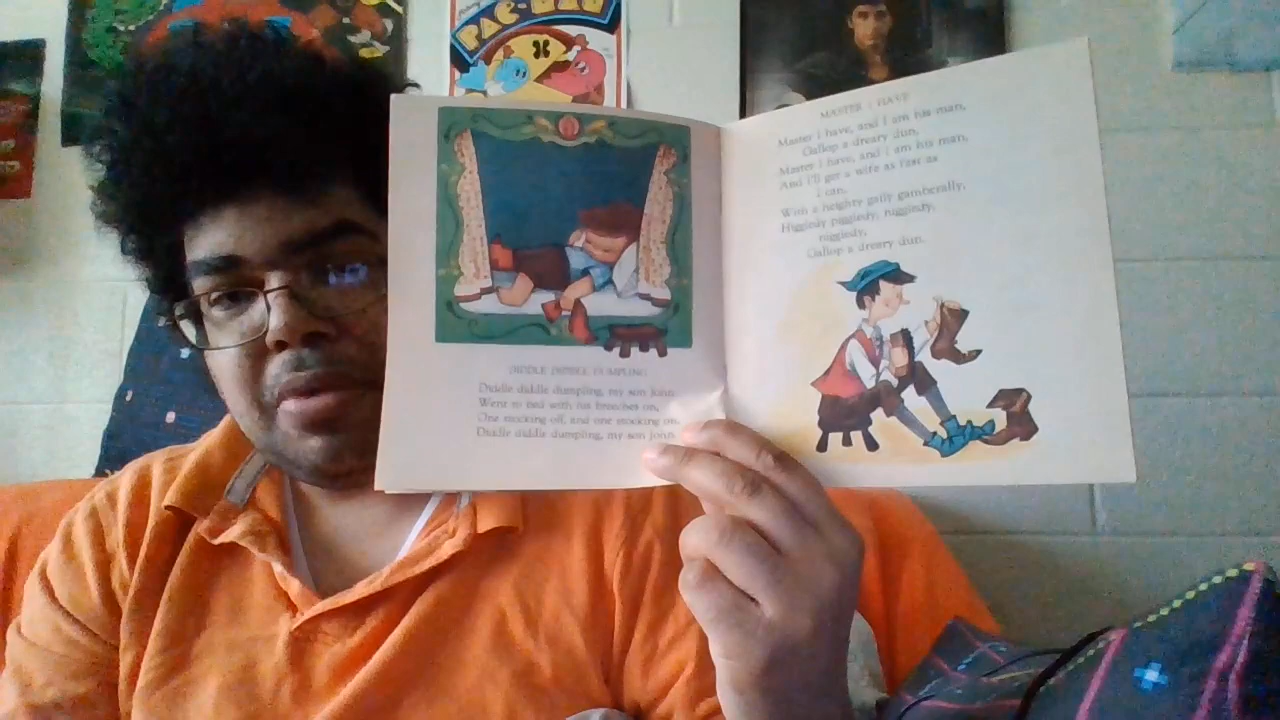 PAC-MAN
DIDDLE DIDDLE DUMPLING
Diddle diddle dumpling, my son John
Went to bed with his breeches on,
One stocking off, and one stocking on,
Diddle diddle dumpling, my son John.
MASTER I HAVE
Master I have, and I am his man,
Gallop a dreary dun,
Master I have, and I am his man,
And I'll get a wife as fast as
I can,
With a heighty gaily gamberally,
Higgledy piggledy, niggledy,
niggledy,
Gallop a dreary dun.